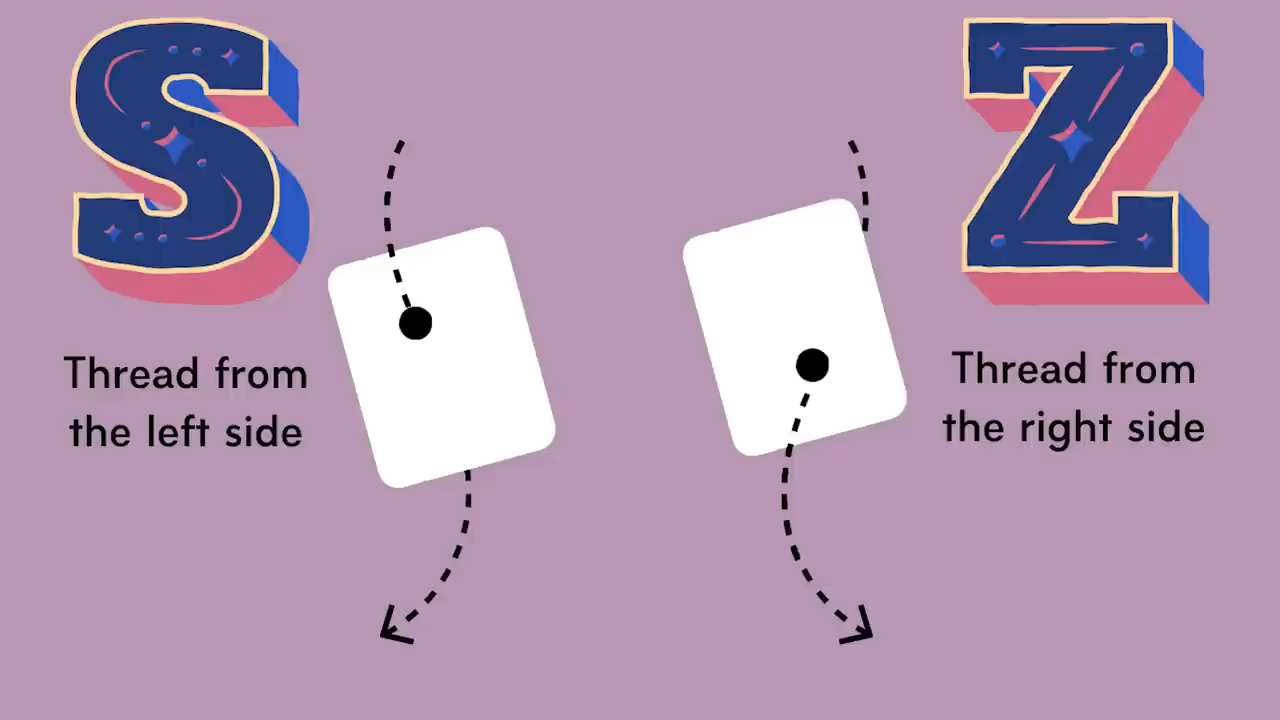 S
Thread from
the left side
Z
Thread from
the right side